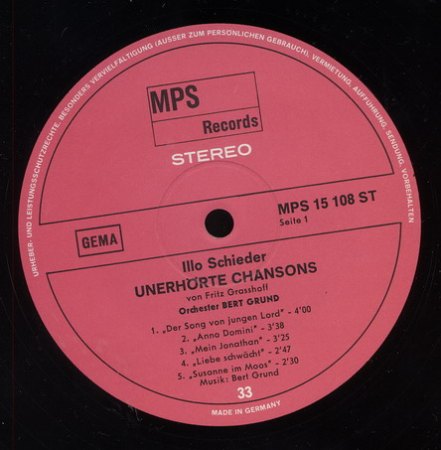 URHEBER- UND LEISTUNGSSCHUTZRECHTE, BESONDERS VERVIELFÄLTIGUNG (AUSSER ZUM PERSÖNLICHEN GEBRAUCH), VERMIETUNG, AUFFÜHRUNG, SENDUNG, VORBEHALTEN
MPS
Records
STEREO
MPS 15 108 ST
Seite 1
GEMA
Illo Schieder
UNERHÖRTE CHANSONS
von Fritz Grasshoff
Orchester BERT GRUND
1. „Der Song von jungen Lord" - 4'00
2. „Anno Domini" - 3'38
3. „Mein Jonathan" - 3'25
4. „Liebe schwächt" - 2'47
5. „Susanne im Moos" - 2'30
Musik: Bert Grund
33
MADE IN GERMANY